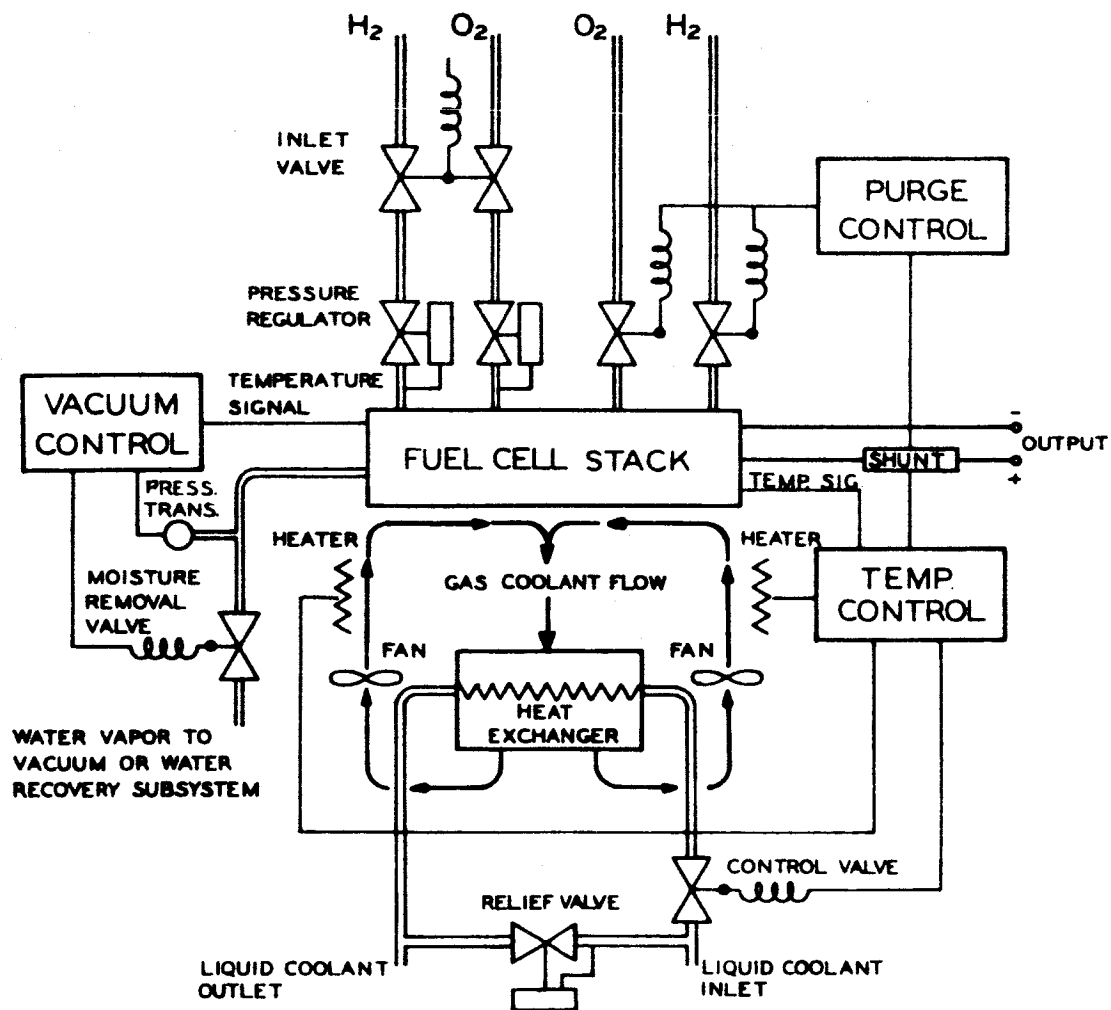 H2 O2 O2 H2
INLET
VALVE
PURGE
CONTROL
PRESSURE
REGULATOR
TEMPERATURE
SIGNAL
VACUUM
CONTROL
FUEL CELL STACK
-
OUTPUT
SHUNT
+
TEMP. SIG
PRESS.
TRANS.
HEATER
HEATER
GAS COOLANT FLOW
TEMP.
CONTROL
MOISTURE
REMOVAL
VALVE
FAN
FAN
HEAT
EXCHANGER
WATER VAPOR TO
VACUUM OR WATER
RECOVERY SUBSYSTEM
CONTROL VALVE
RELIEF VALVE
LIQUID COOLANT
OUTLET
LIQUID COOLANT
INLET